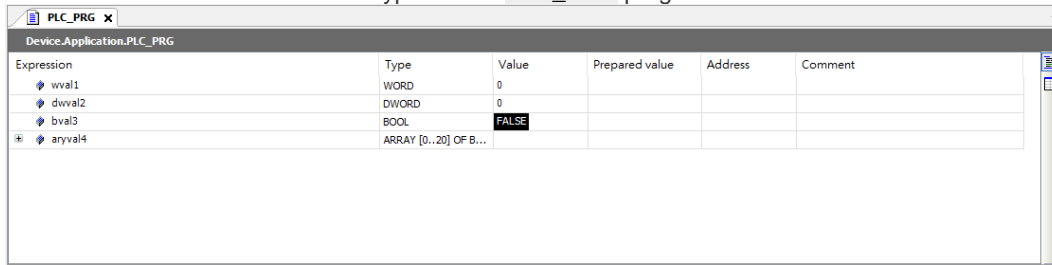 PLC_PRG X
Device.Application.PLC_PRG
Expression Type Value Prepared value Address Comment
wval1 WORD 0
dwval2 DWORD 0
bval3 BOOL FALSE
aryval4 ARRAY [0..20] OF B...